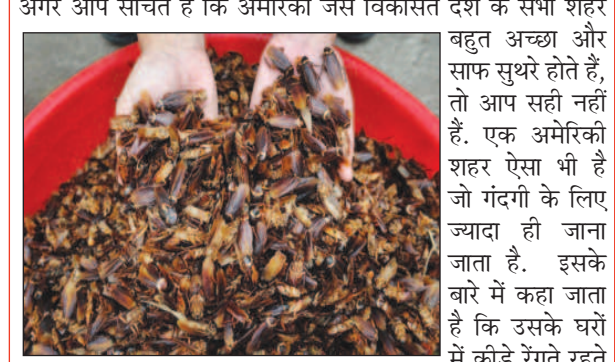 अगर आप सोचते हैं कि अमेरिका जैसे विकसित देश के सभी शहर
बहुत अच्छा और
साफ सुथरे होते हैं,
तो आप सही नहीं
हैं. एक अमेरिकी
शहर ऐसा भी है
जो गंदगी के लिए
ज्यादा ही जाना
जाता है. इसके
बारे में कहा जाता
है कि उसके घरों
में कीड़े रेंगते रहते